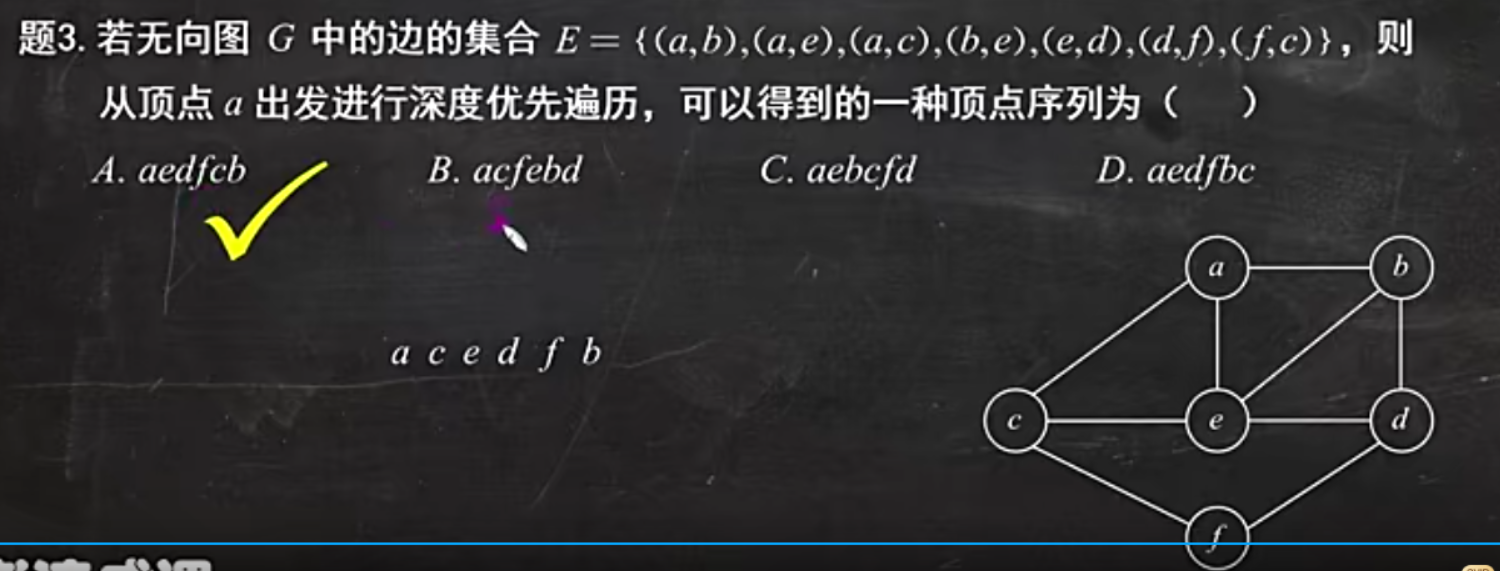 题3. 若无向图 G 中的边的集合 E = {(a,b),(a,e),(a,c),(b,e),(e,d),(d,f),(f,c)}，则
从顶点 a 出发进行深度优先遍历，可以得到的一种顶点序列为（ ）
A. aedfcb B. acfebd C. aebcfd D. aedfbc
a b
a c e d f b
c e d
f